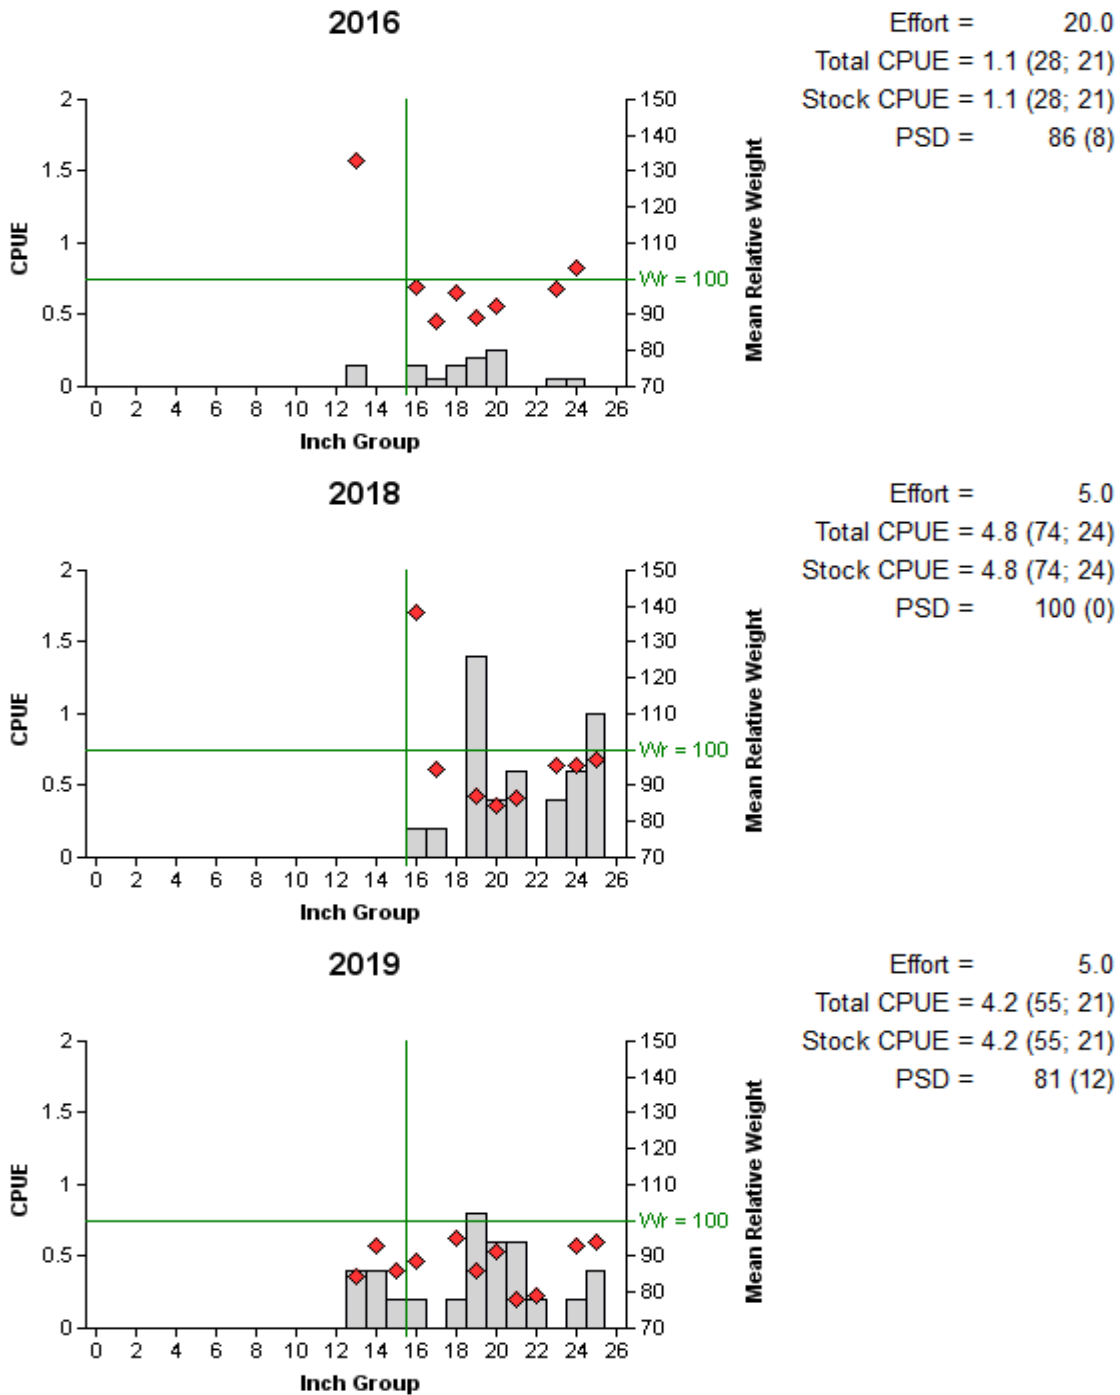 2016
Effort = 20.0
Total CPUE = 1.1 (28; 21)
Stock CPUE = 1.1 (28; 21)
PSD = 86 (8)
2
1.5
1
0.5
0
CPUE
150
140
130
120
110
Wr = 100
90
80
70
Mean Relative Weight
0 2 4 6 8 10 12 14 16 18 20 22 24 26
Inch Group
2018
Effort = 5.0
Total CPUE = 4.8 (74; 24)
Stock CPUE = 4.8 (74; 24)
PSD = 100 (0)
2
1.5
1
0.5
0
CPUE
150
140
130
120
110
Wr = 100
90
80
70
Mean Relative Weight
0 2 4 6 8 10 12 14 16 18 20 22 24 26
Inch Group
2019
Effort = 5.0
Total CPUE = 4.2 (55; 21)
Stock CPUE = 4.2 (55; 21)
PSD = 81 (12)
2
1.5
1
0.5
0
CPUE
150
140
130
120
110
Wr = 100
90
80
70
Mean Relative Weight
0 2 4 6 8 10 12 14 16 18 20 22 24 26
Inch Group